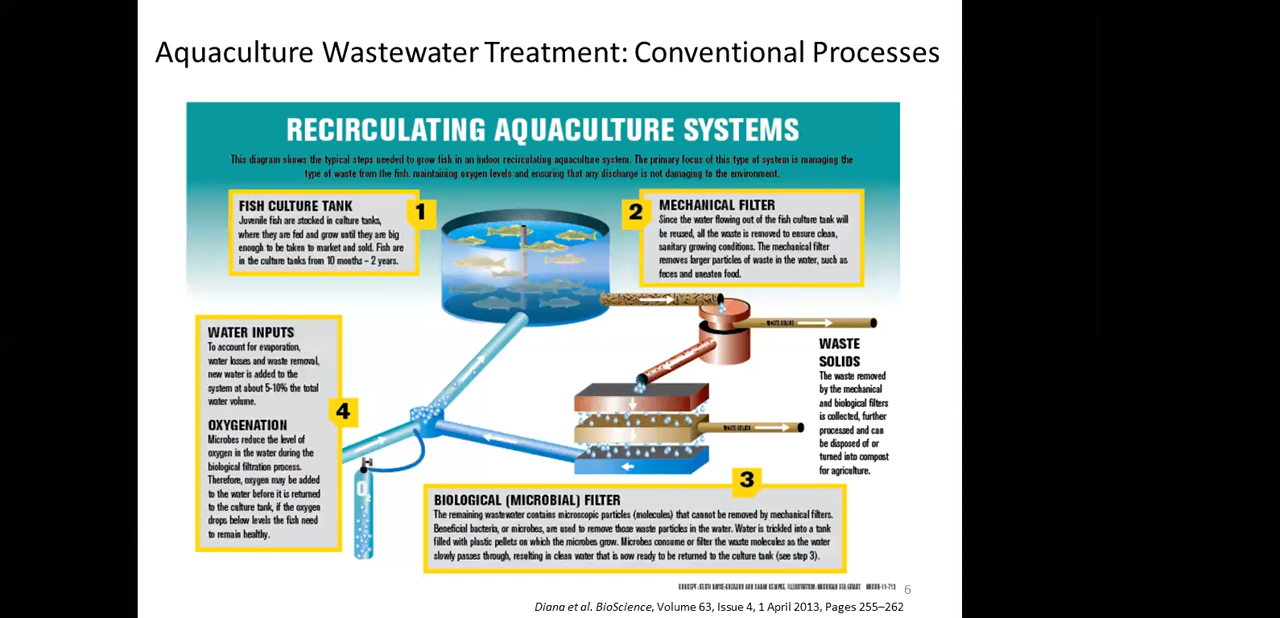 Aquaculture Wastewater Treatment: Conventional Processes
RECIRCULATING AQUACULTURE SYSTEMS
This diagram shows the typical steps needed to grow fish in an indoor recirculating aquaculture system. The primary focus of this type of system is managing the
type of waste from the fish, maintaining oxygen levels and ensuring that any discharge is not damaging to the environment.
FISH CULTURE TANK
1
Juvenile fish are stocked in culture tanks,
where they are fed and grow until they are big
enough to be taken to market and sold. Fish are
in the culture tanks from 10 months – 2 years.
2
MECHANICAL FILTER
Since the water flowing out of the fish culture tank will
be reused, all the waste is removed to ensure clean,
sanitary growing conditions. The mechanical filter
removes larger particles of waste in the water, such as
feces and uneaten food.
WASTE SOLIDS
WASTE
SOLIDS
The waste removed
by the mechanical
and biological filters
is collected, further
processed and can
be disposed of or
turned into compost
for agriculture.
WASTE SOLIDS
WATER INPUTS
To account for evaporation,
water losses and waste removal,
new water is added to the
system at about 5-10% the total
water volume.
4
OXYGENATION
Microbes reduce the level of
oxygen in the water during the
biological filtration process.
Therefore, oxygen may be added
to the water before it is returned
to the culture tank, if the oxygen
drops below levels the fish need
to remain healthy.
O2
3
BIOLOGICAL (MICROBIAL) FILTER
The remaining wastewater contains microscopic particles (molecules) that cannot be removed by mechanical filters.
Beneficial bacteria, or microbes, are used to remove those waste particles in the water. Water is trickled into a tank
filled with plastic pellets on which the microbes grow. Microbes consume or filter the waste molecules as the water
slowly passes through, resulting in clean water that is now ready to be returned to the culture tank (see step 3).
ILLUSTRATION: MICHIGAN SEA GRANT
6
Diana et al. BioScience, Volume 63, Issue 4, 1 April 2013, Pages 255–262